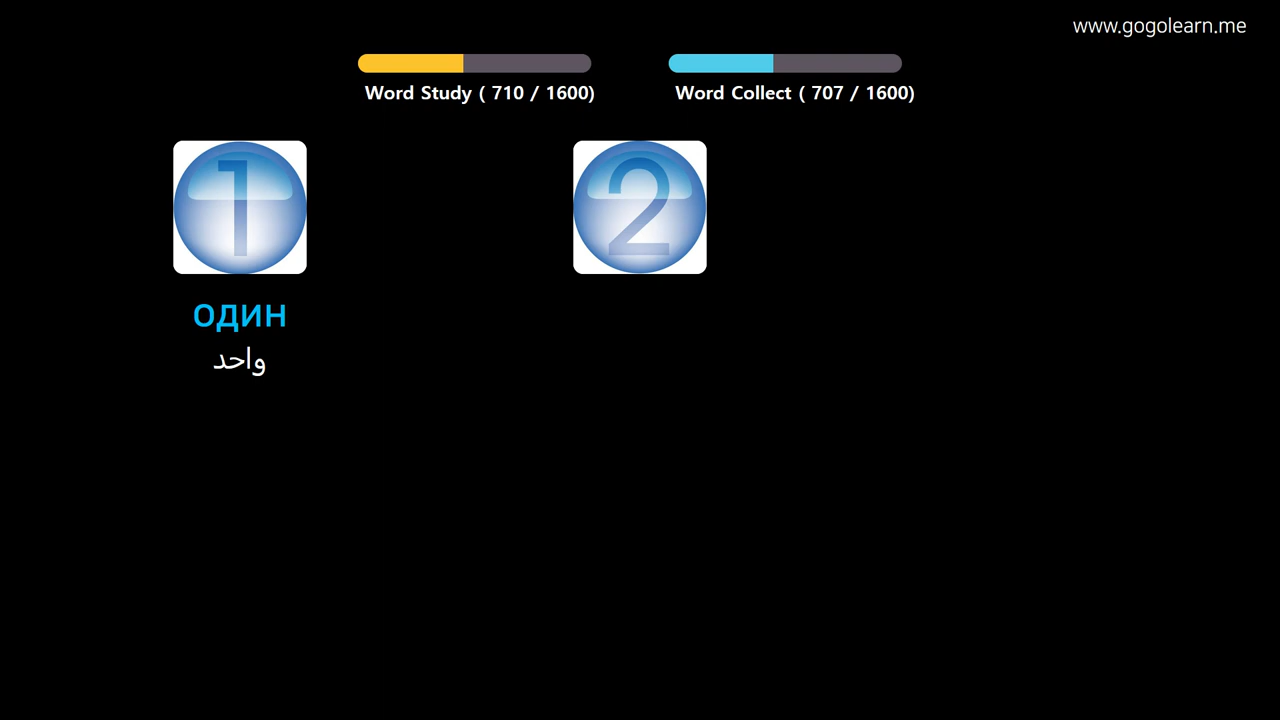 www.gogolearn.me
Word Study ( 710 / 1600)
Word Collect ( 707 / 1600)
1
2
один
واحد